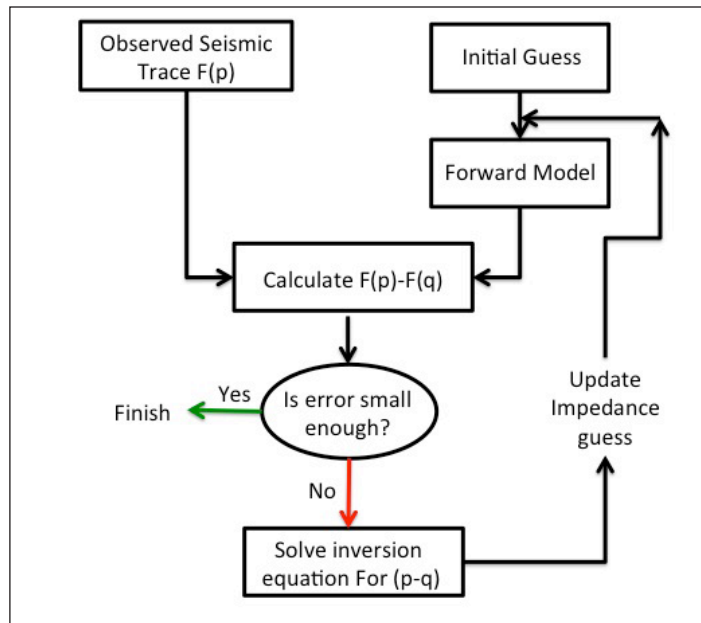 Observed Seismic
Trace F(p)
Initial Guess
Forward Model
Calculate F(p)-F(q)
Is error small
enough?
Yes
Finish
No
Solve inversion
equation For (p-q)
Update
Impedance
guess